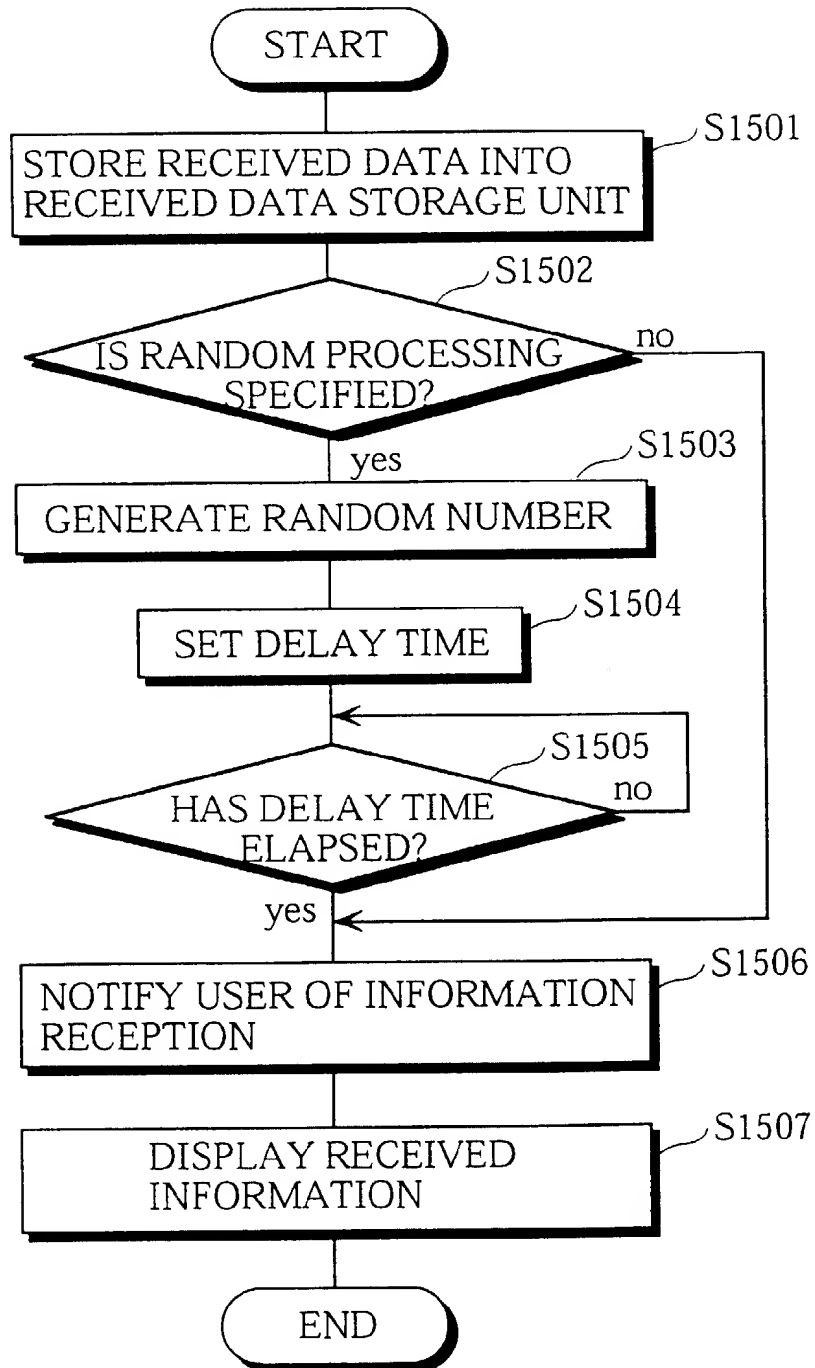 START
S1501
STORE RECEIVED DATA INTO
RECEIVED DATA STORAGE UNIT
S1502
IS RANDOM PROCESSING
SPECIFIED?
no
yes
S1503
GENERATE RANDOM NUMBER
S1504
SET DELAY TIME
S1505
HAS DELAY TIME
ELAPSED?
no
yes
S1506
NOTIFY USER OF INFORMATION
RECEPTION
S1507
DISPLAY RECEIVED
INFORMATION
END